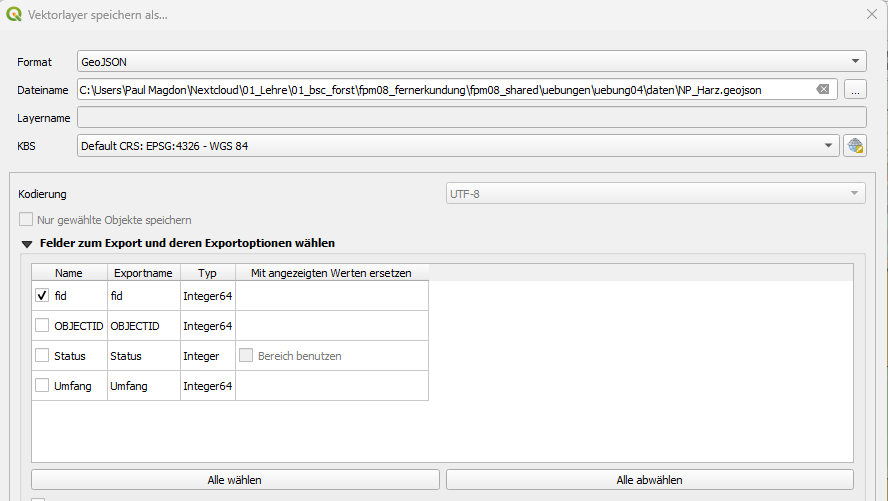 Vektorlayer speichern als...
Format GeoJSON
Dateiname C:\Users\Paul Magdon\Nextcloud\01_Lehre\01_bsc_forst\fpm08_fernerkundung\fpm08_shared\uebungen\uebung04\daten\NP_Harz.geojson ...
Layername
KBS Default CRS: EPSG:4326 - WGS 84
Kodierung UTF-8
Nur gewählte Objekte speichern
Felder zum Export und deren Exportoptionen wählen
Name Exportname Typ Mit angezeigten Werten ersetzen
fid fid Integer64
OBJECTID OBJECTID Integer64
Status Status Integer Bereich benutzen
Umfang Umfang Integer64
Alle wählen Alle abwählen